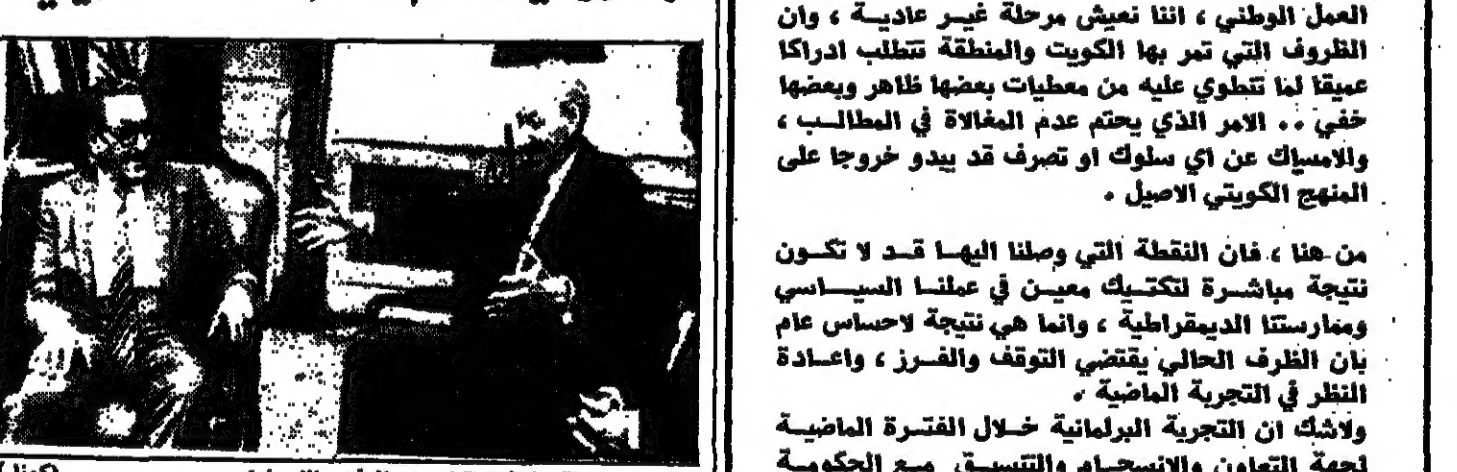 العمل الوطني ، اننا نعيش مرحلة غير عادية ، وان
الظروف التي تمر بها الكويت والمنطقة تتطلب ادراكا
عميقا لما تنطوي عليه من معطيات بعضها ظاهر وبعضها
خفي .. الامر الذي يحتم عدم المغالاة في المطالب ،
والامساك عن اي سلوك او تصرف قد يبدو خروجا على
المنهج الكويتي الاصيل .
من هنا ، فان النقطة التي وصلنا اليها قد لا تكون
نتيجة مباشرة لتكتيك معين في عملنا السياسي
وممارستنا الديمقراطية ، وانما هي نتيجة لاحساس عام
بان الظرف الحالي يقتضي التوقف والفرز ، واعادة
النظر في التجربة الماضية .
ولاشك ان التجربة البرلمانية خلال الفترة الماضية
لجهة التعاون والانسجام والتنسيق مع الحكومة
(كونا)